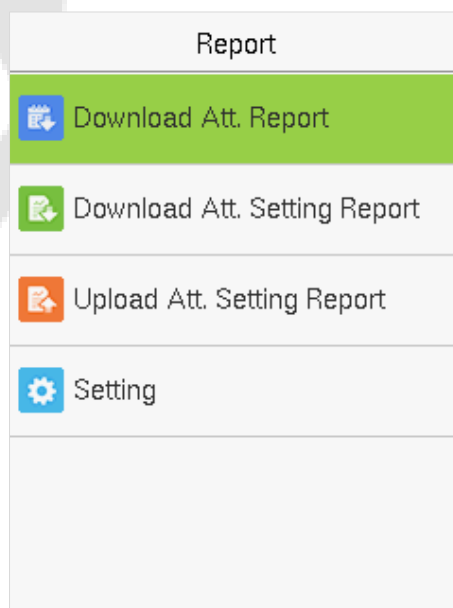 Report
Download Att. Report
Download Att. Setting Report
Upload Att. Setting Report
Setting